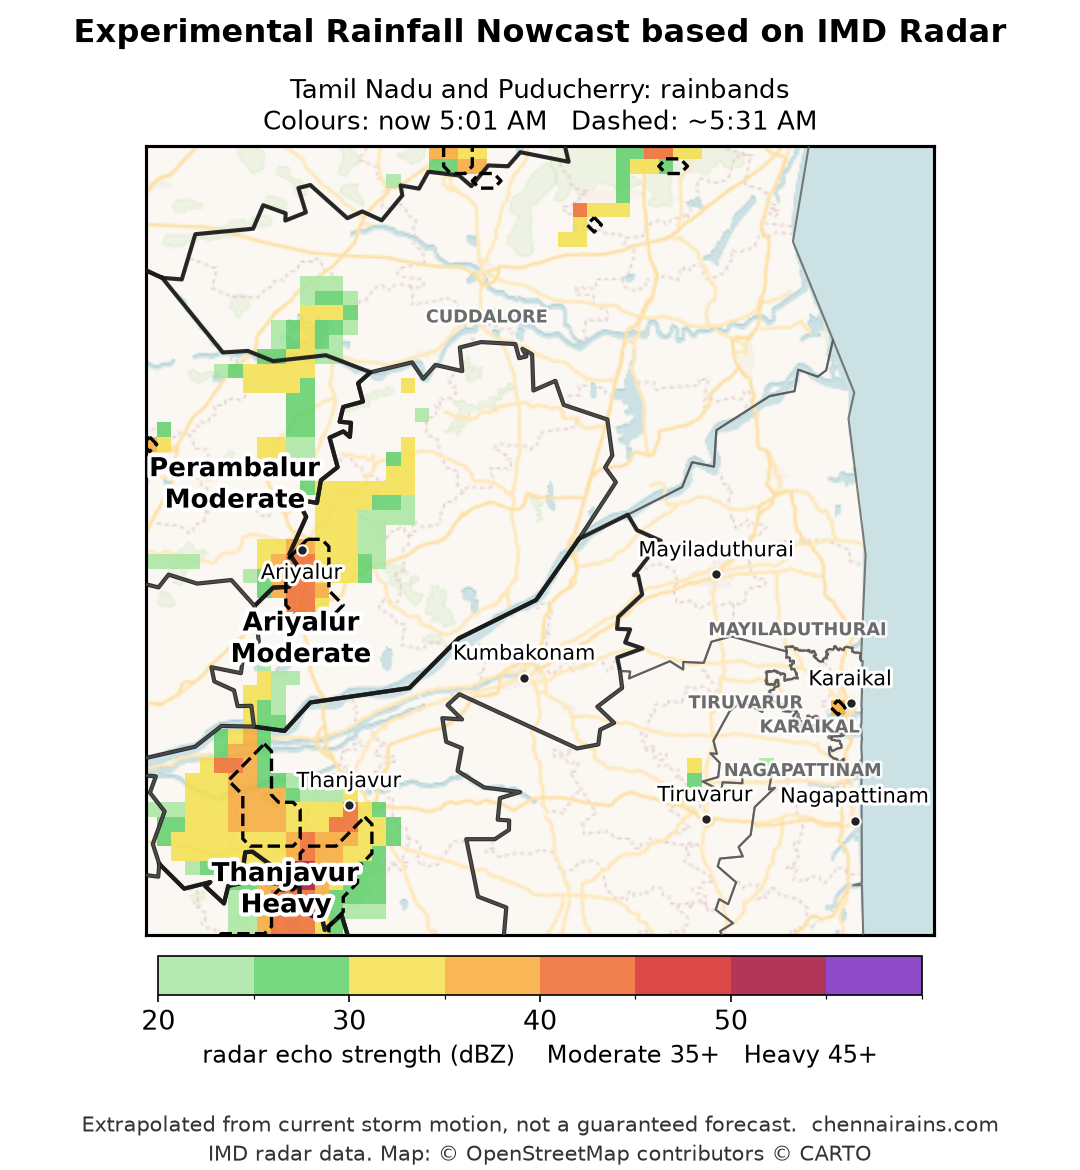 Experimental Rainfall Nowcast based on IMD Radar
Tamil Nadu and Puducherry: rainbands
Colours: now 5:01 AM   Dashed: ~5:31 AM
CUDDALORE
Perambalur
Moderate
Mayiladuthurai
Ariyalur
Ariyalur
Moderate
MAYILADUTHURAI
Kumbakonam
Karaikal
TIRUVARUR
KARAIKAL
NAGAPATTINAM
Thanjavur
Tiruvarur
Nagapattinam
Thanjavur
Heavy
20 30 40 50
radar echo strength (dBZ)    Moderate 35+   Heavy 45+
Extrapolated from current storm motion, not a guaranteed forecast.  chennairains.com
IMD radar data. Map: © OpenStreetMap contributors © CARTO